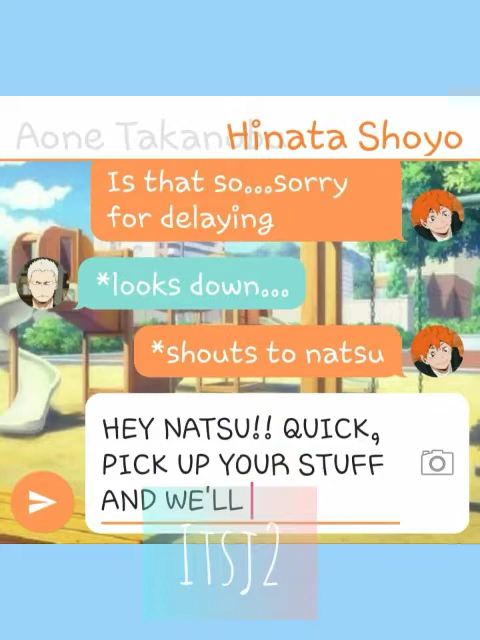 Aone Takanobu
Hinata Shoyo
Is that so...sorry
for delaying
*looks down...
*shouts to natsu
HEY NATSU!! QUICK,
PICK UP YOUR STUFF
AND WE'LL
ITSJ2